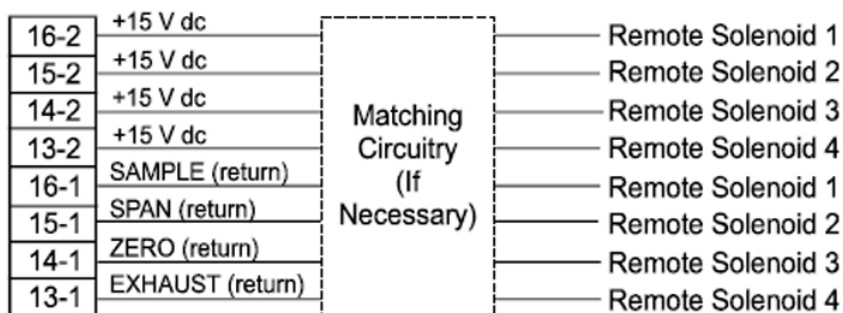 16-2 +15 V dc Remote Solenoid 1
15-2 +15 V dc Remote Solenoid 2
14-2 +15 V dc Remote Solenoid 3
13-2 +15 V dc Remote Solenoid 4
16-1 SAMPLE (return) Remote Solenoid 1
15-1 SPAN (return) Remote Solenoid 2
14-1 ZERO (return) Remote Solenoid 3
13-1 EXHAUST (return) Remote Solenoid 4
Matching
Circuitry
(If
Necessary)